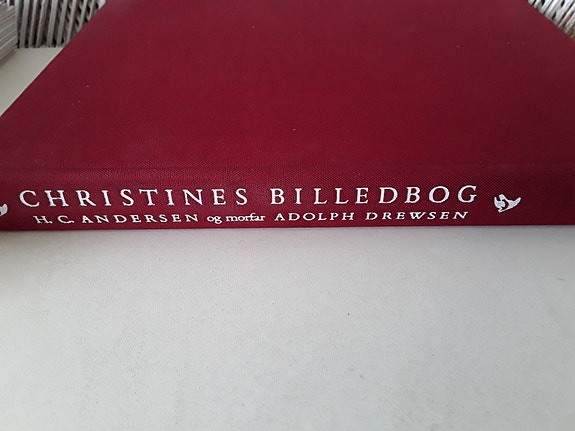 CHRISTINES BILLEDBOG
H. C. ANDERSEN og morfar ADOLPH DREWSEN